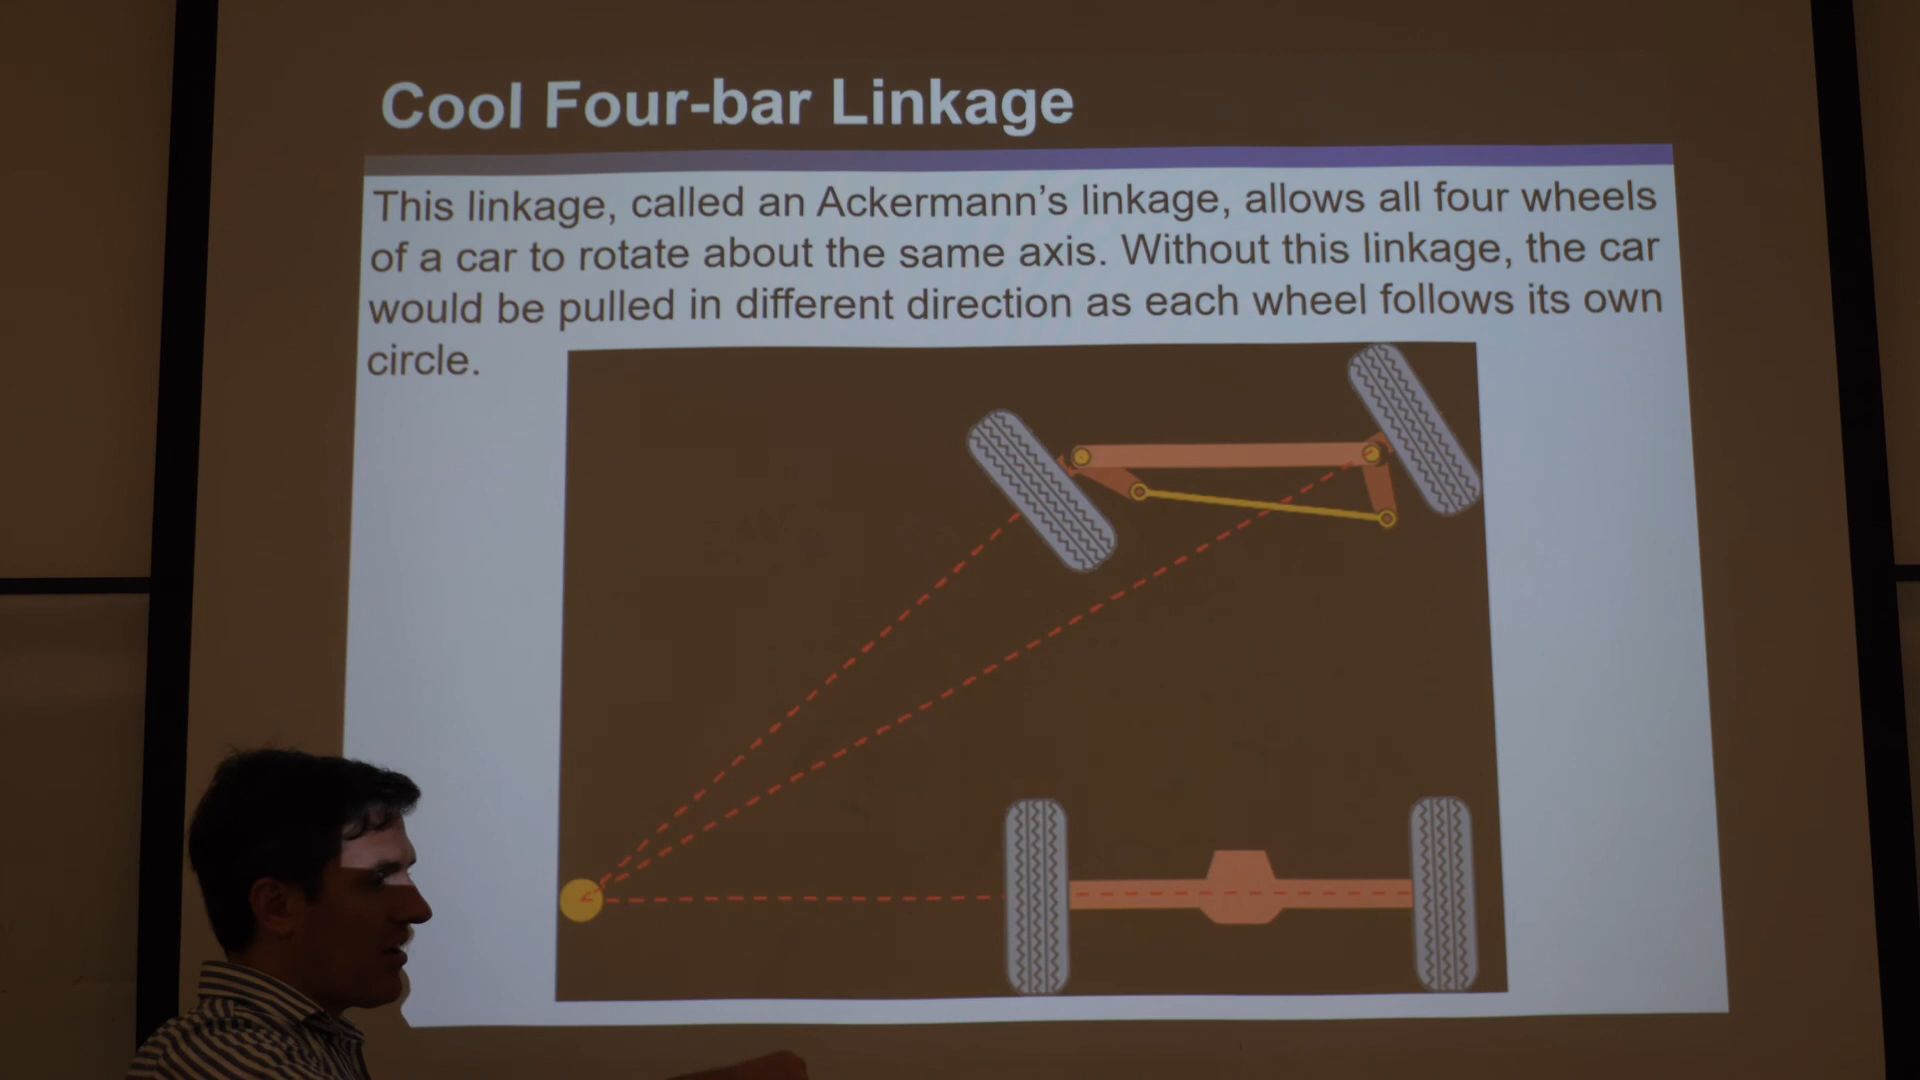 Cool Four-bar Linkage
This linkage, called an Ackermann’s linkage, allows all four wheels
of a car to rotate about the same axis. Without this linkage, the car
would be pulled in different direction as each wheel follows its own
circle.